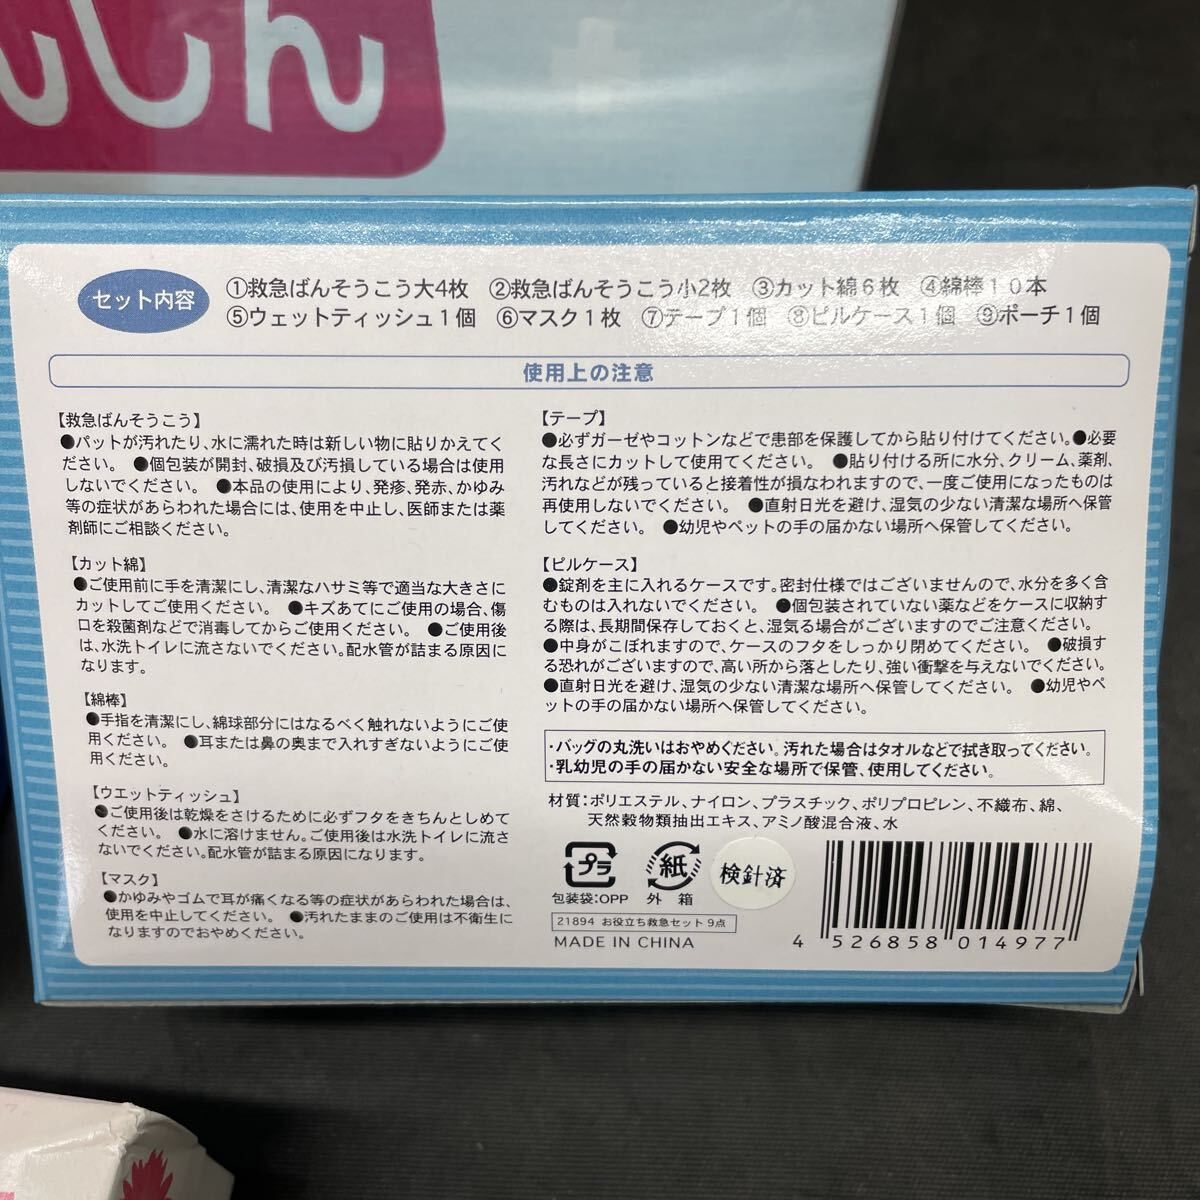 んしん
セット内容
①救急ばんそうこう大4枚 ②救急ばんそうこう小2枚 ③カット綿6枚 ④綿棒10本
⑤ウェットティッシュ1個 ⑥マスク1枚 ⑦テープ1個 ⑧ピルケース1個 ⑨ポーチ1個
使用上の注意
【救急ばんそうこう】
●パットが汚れたり、水に濡れた時は新しい物に貼りかえてく
ださい。 ●個包装が開封、破損及び汚損している場合は使用
しないでください。 ●本品の使用により、発疹、発赤、かゆみ
等の症状があらわれた場合には、使用を中止し、医師または薬
剤師にご相談ください。
【カット綿】
●ご使用前に手を清潔にし、清潔なハサミ等で適当な大きさに
カットしてご使用ください。 ●キズあてにご使用の場合、傷
口を殺菌剤などで消毒してからご使用ください。 ●ご使用後
は、水洗トイレに流さないでください。配水管が詰まる原因に
なります。
【綿棒】
●手指を清潔にし、綿球部分にはなるべく触れないようにご使
用ください。 ●耳または鼻の奥まで入れすぎないようにご使
用ください。
【ウエットティッシュ】
●ご使用後は乾燥をさけるために必ずフタをきちんとしめて
ください。 ●水に溶けません。ご使用後は水洗トイレに流さ
ないでください。配水管が詰まる原因になります。
【マスク】
●かゆみやゴムで耳が痛くなる等の症状があらわれた場合は、
使用を中止してください。 ●汚れたままのご使用は不衛生に
なりますのでおやめください。
【テープ】
●必ずガーゼやコットンなどで患部を保護してから貼り付けてください。●必要
な長さにカットして使用てください。 ●貼り付ける所に水分、クリーム、薬剤、
汚れなどが残っていると接着性が損なわれますので、一度ご使用になったものは
再使用しないでください。 ●直射日光を避け、湿気の少ない清潔な場所へ保管
してください。 ●幼児やペットの手の届かない場所へ保管してください。
【ピルケース】
●錠剤を主に入れるケースです。密封仕様ではございませんので、水分を多く含
むものは入れないでください。 ●個包装されていない薬などをケースに収納す
る際は、長期間保存しておくと、湿気る場合がございますのでご注意ください。
●中身がこぼれますので、ケースのフタをしっかり閉めてください。 ●破損す
る恐れがございますので、高い所から落としたり、強い衝撃を与えないでください。
●直射日光を避け、湿気の少ない清潔な場所へ保管してください。 ●幼児やペ
ットの手の届かない場所へ保管してください。
・バッグの丸洗いはおやめください。汚れた場合はタオルなどで拭き取ってください。
・乳幼児の手の届かない安全な場所で保管、使用してください。
材質：ポリエステル、ナイロン、プラスチック、ポリプロピレン、不織布、綿、
天然穀物類抽出エキス、アミノ酸混合液、水
プラ
紙
検針済
包装袋：OPP 外 箱
21894 お役立ち救急セット9点
MADE IN CHINA
4 526858 014977